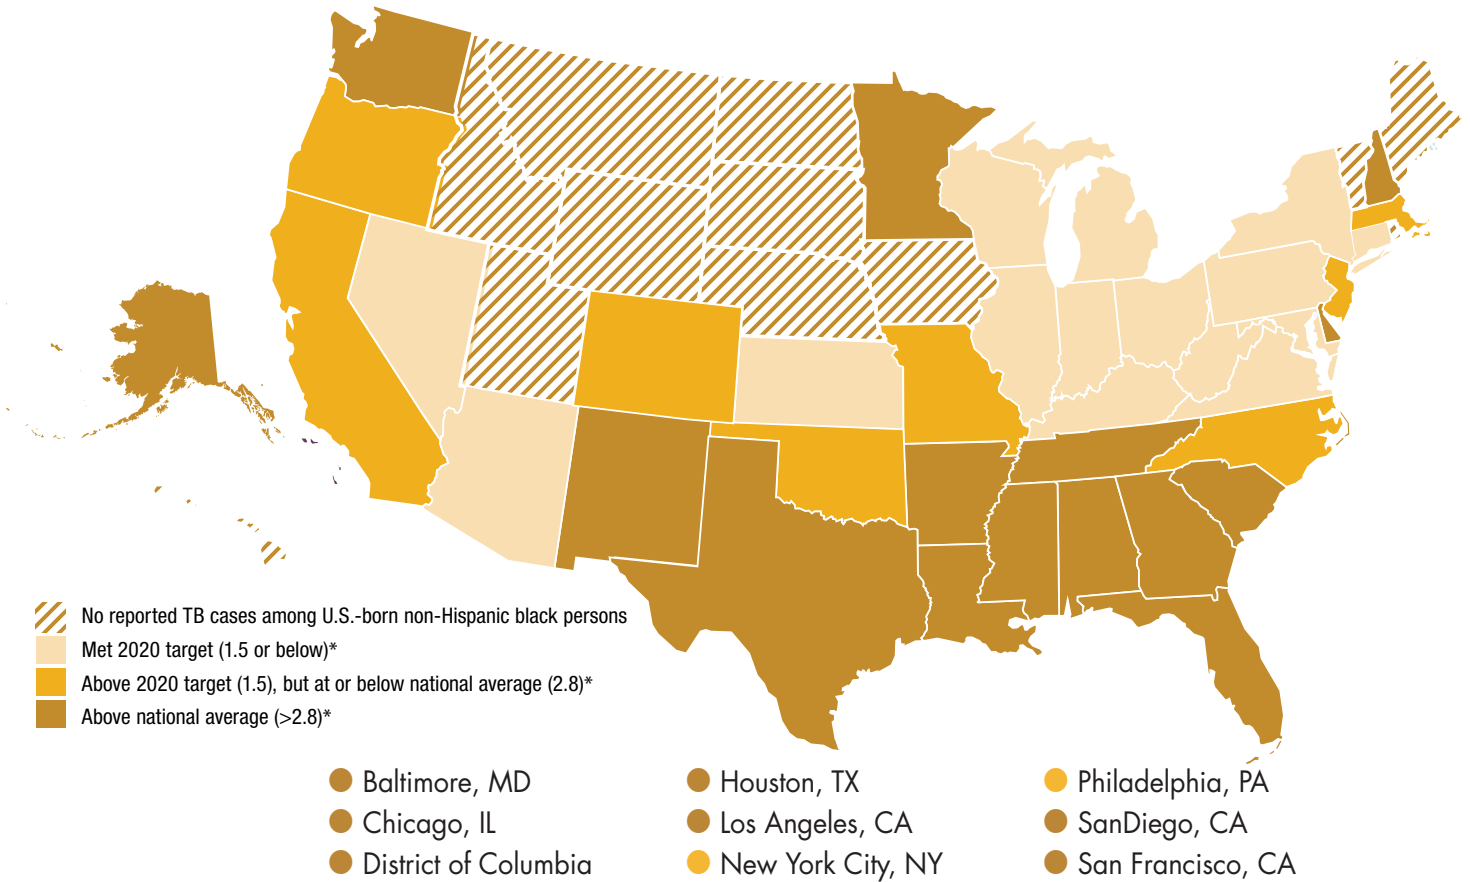 No reported TB cases among U.S.-born non-Hispanic black persons
Met 2020 target (1.5 or below)*
Above 2020 target (1.5), but at or below national average (2.8)*
Above national average (>2.8)*
Baltimore, MD
Chicago, IL
District of Columbia
Houston, TX
Los Angeles, CA
New York City, NY
Philadelphia, PA
SanDiego, CA
San Francisco, CA